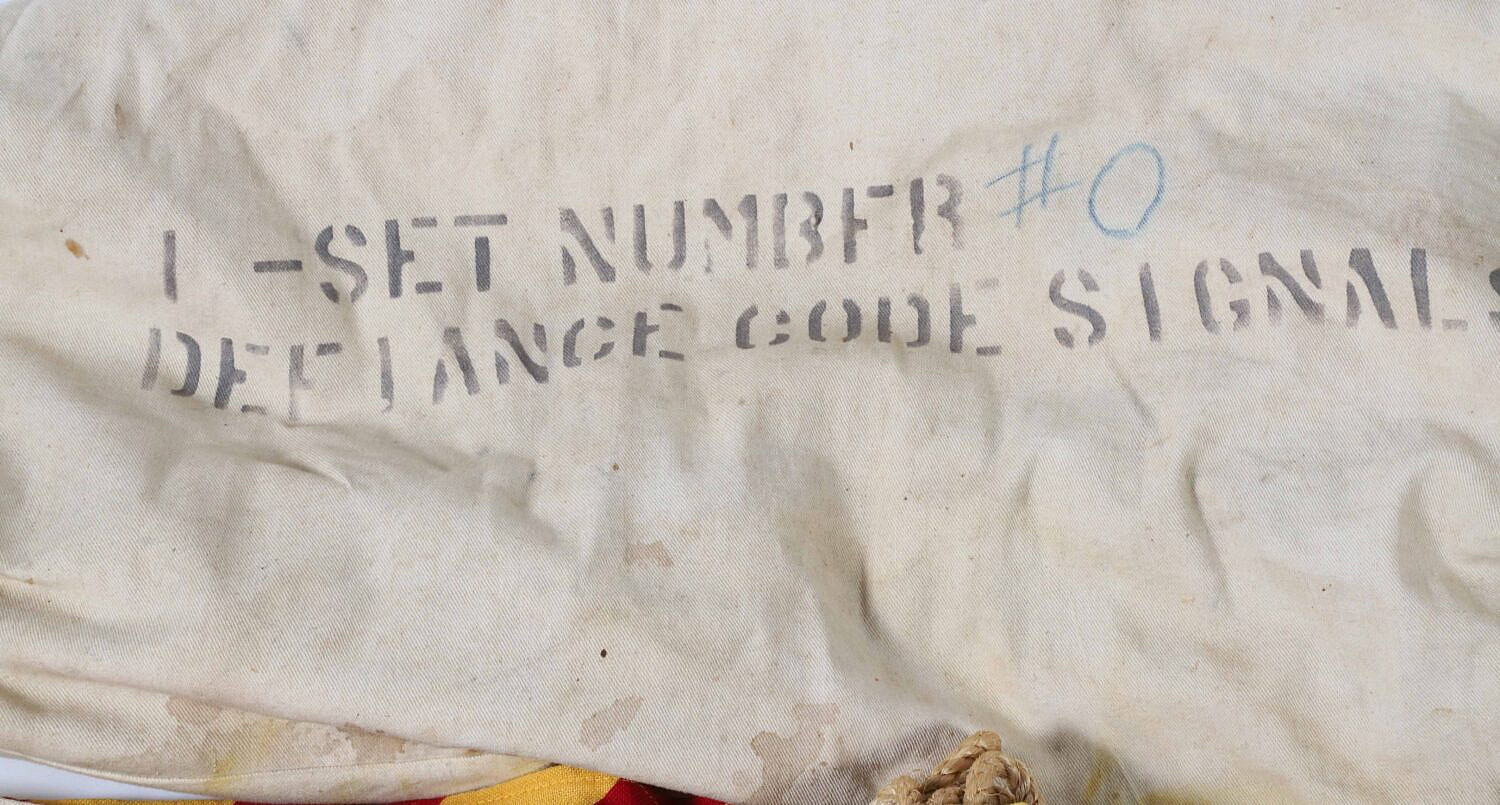 1 -SET NUMBER #0
DEFIANCE CODE SIGNALS